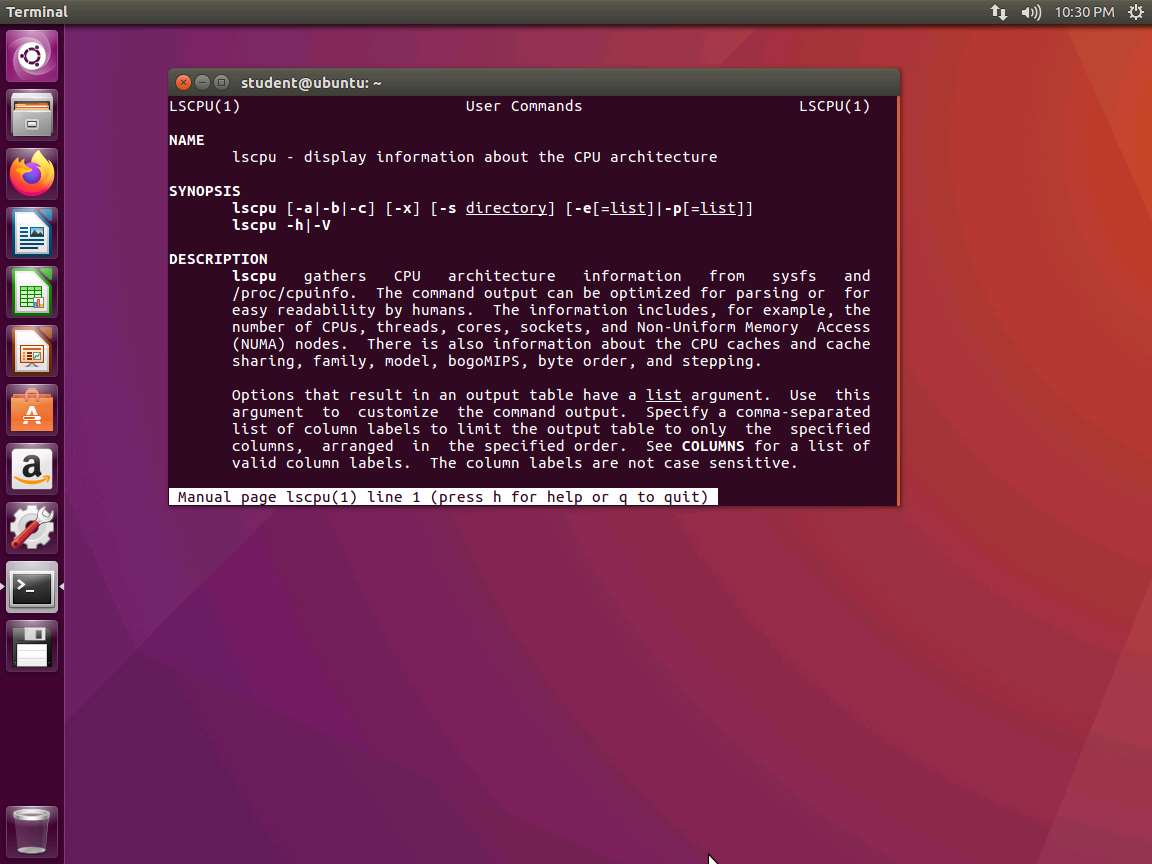 Terminal
10:30 PM
student@ubuntu: ~
LSCPU(1) User Commands LSCPU(1)
NAME
lscpu - display information about the CPU architecture
SYNOPSIS
lscpu [-a|-b|-c] [-x] [-s directory] [-e[=list]|-p[=list]]
lscpu -h|-V
DESCRIPTION
lscpu gathers CPU architecture information from sysfs and
/proc/cpuinfo. The command output can be optimized for parsing or for
easy readability by humans. The information includes, for example, the
number of CPUs, threads, cores, sockets, and Non-Uniform Memory Access
(NUMA) nodes. There is also information about the CPU caches and cache
sharing, family, model, bogoMIPS, byte order, and stepping.
Options that result in an output table have a list argument. Use this
argument to customize the command output. Specify a comma-separated
list of column labels to limit the output table to only the specified
columns, arranged in the specified order. See COLUMNS for a list of
valid column labels. The column labels are not case sensitive.
Manual page lscpu(1) line 1 (press h for help or q to quit)